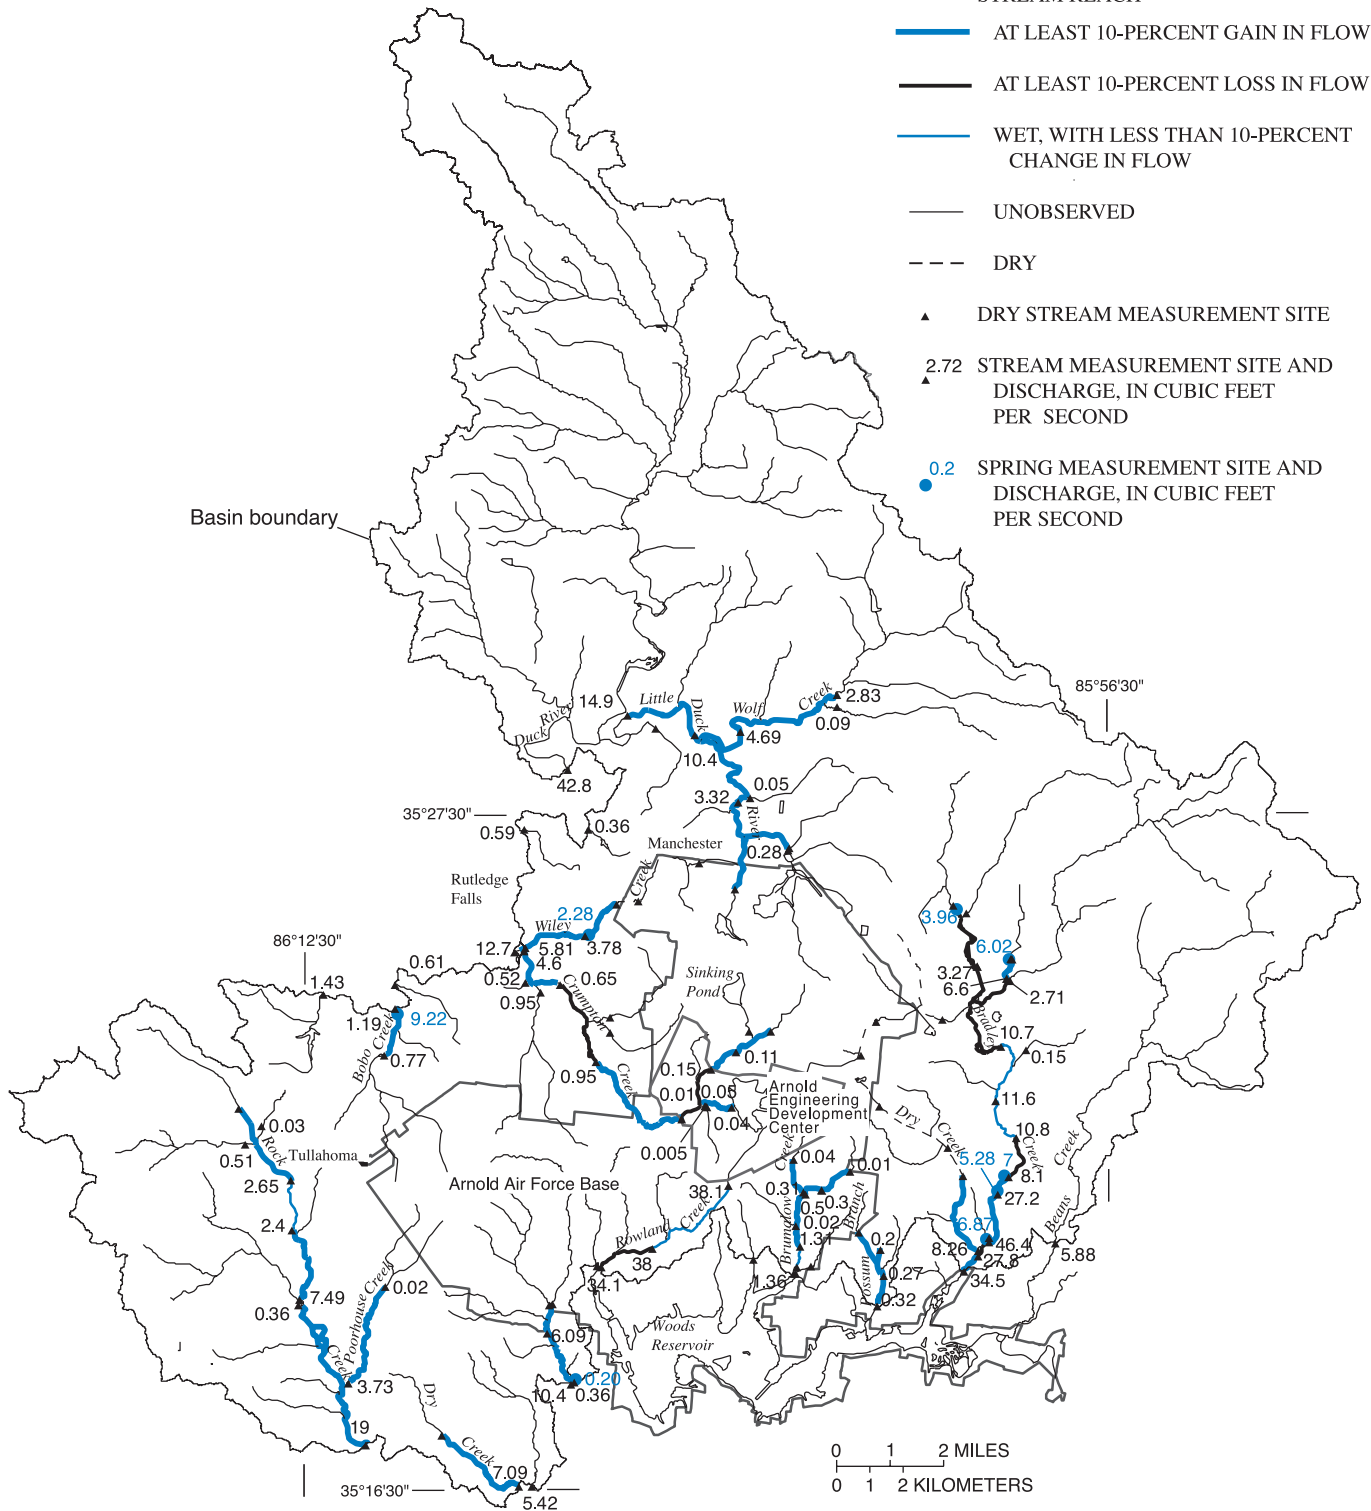 STREAM REACH
AT LEAST 10-PERCENT GAIN IN FLOW
AT LEAST 10-PERCENT LOSS IN FLOW
WET, WITH LESS THAN 10-PERCENT
CHANGE IN FLOW
UNOBSERVED
DRY
DRY STREAM MEASUREMENT SITE
2.72 STREAM MEASUREMENT SITE AND
DISCHARGE, IN CUBIC FEET
PER SECOND
0.2 SPRING MEASUREMENT SITE AND
DISCHARGE, IN CUBIC FEET
PER SECOND
Basin boundary
85°56'30"
14.9
Little
Duck
River
Wolf
Creek
2.83
0.09
Duck
River
4.69
10.4
42.8
3.32
0.05
35°27'30"
0.59
0.36
Manchester
0.28
Rutledge
Falls
Creek
2.28
Wiley
3.78
12.7
5.81
4.6
3.96
6.02
86°12'30"
0.61
0.52
0.65
Sinking
Pond
3.27
6.6
2.71
1.43
0.95
Crumpton
Creek
Bradley
Creek
1.19
9.22
10.7
0.15
Bobo Creek
0.77
0.11
0.95
0.15
0.01
0.05
Arnold
Engineering
Development
Center
11.6
0.04
Dry
Creek
0.03
Rock
Creek
Tullahoma
0.51
0.005
10.8
5.28
7
8.1
Creek
0.04
0.01
Arnold Air Force Base
2.65
38.1
0.31
0.3
0.5
27.2
Beans
Creek
2.4
Rowland
Creek
Brumalow
Branch
0.02
1.31
6.87
46.4
5.88
8.26
27.8
34.5
0.2
38
34.1
1.36
Possum
0.27
0.32
Poorhouse Creek
0.02
7.49
0.36
Woods
Reservoir
6.09
0.20
10.4
0.36
3.73
Dry
Creek
19
7.09
5.42
35°16'30"
0 1 2 MILES
0 1 2 KILOMETERS